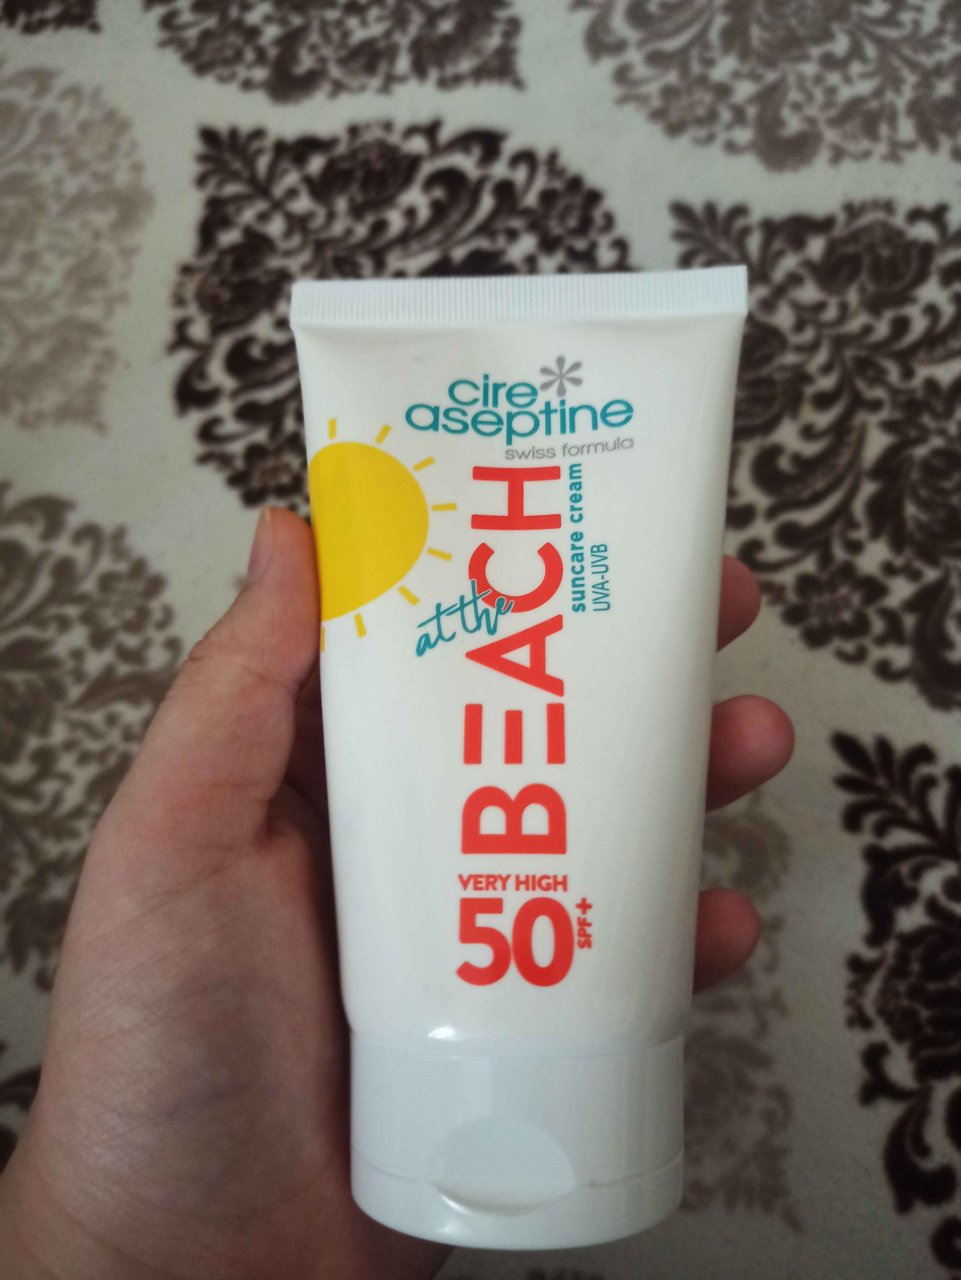 cire
aseptine
swiss formula
at the
BEACH
suncare cream
UVA-UVB
VERY HIGH
50
SPF+